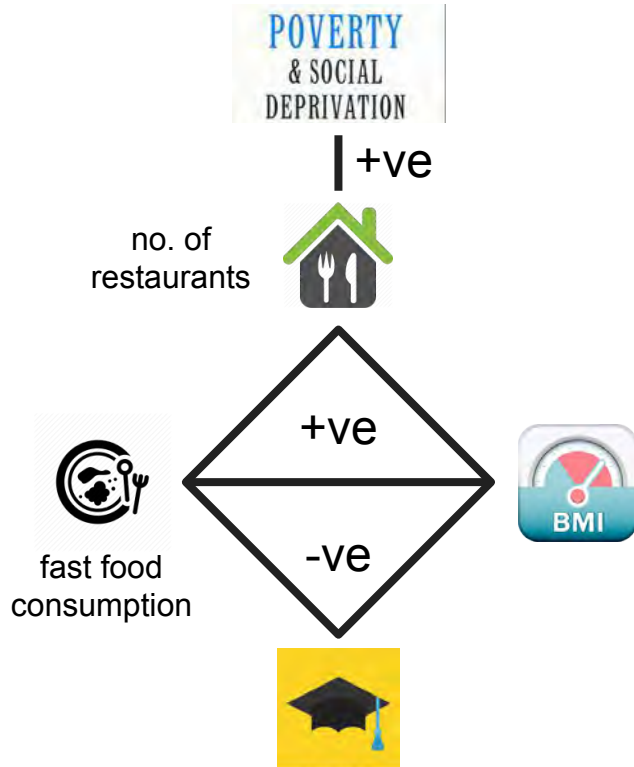 POVERTY
& SOCIAL
DEPRIVATION
+ve
no. of
restaurants
+ve
BMI
-ve
fast food
consumption